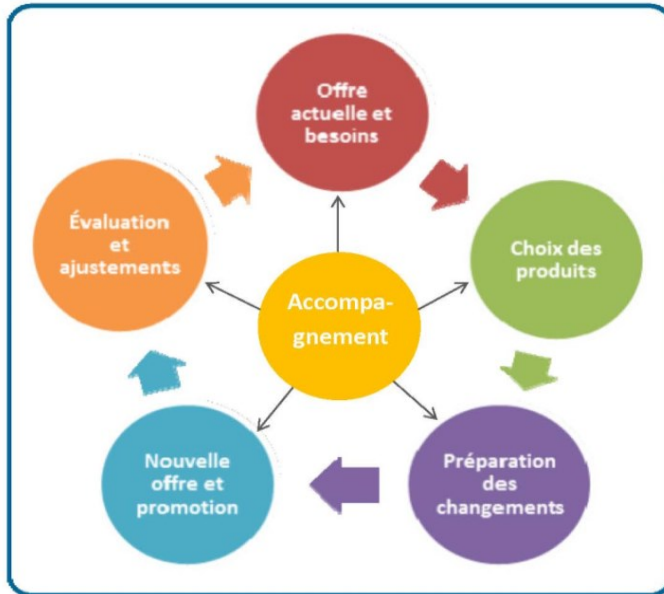 Offre
actuelle et
besoins
Choix des
produits
Préparation
des
changements
Nouvelle
offre et
promotion
Évaluation
et
ajustements
Accompa-
gnement